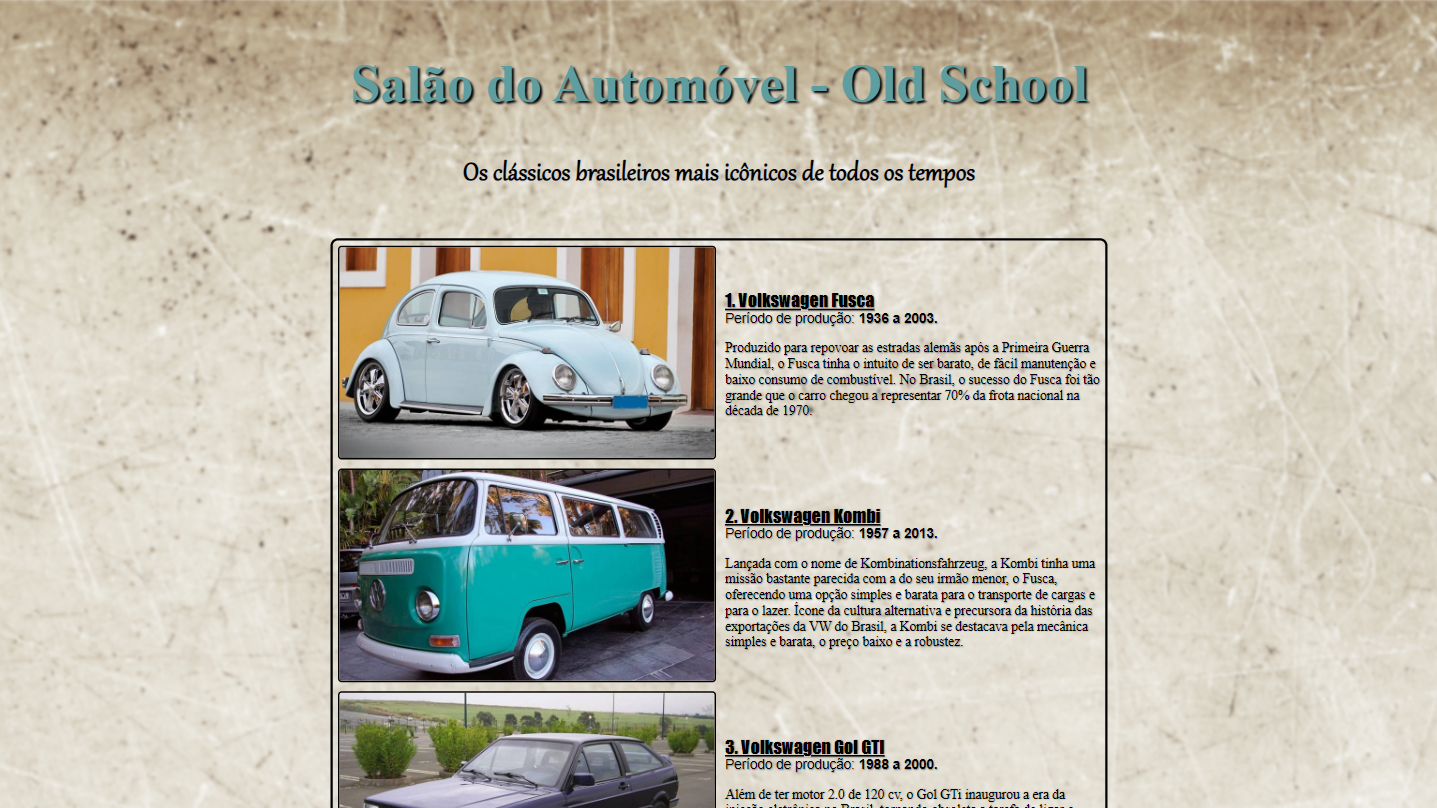 Salão do Automóvel - Old School
Os clássicos brasileiros mais icônicos de todos os tempos
1. Volkswagen Fusca
Período de produção: 1936 a 2003.
Produzido para repovoar as estradas alemãs após a Primeira Guerra
Mundial, o Fusca tinha o intuito de ser barato, de fácil manutenção e
baixo consumo de combustível. No Brasil, o sucesso do Fusca foi tão
grande que o carro chegou a representar 70% da frota nacional na
década de 1970.
2. Volkswagen Kombi
Período de produção: 1957 a 2013.
Lançada com o nome de Kombinationsfahrzeug, a Kombi tinha uma
missão bastante parecida com a do seu irmão menor, o Fusca,
oferecendo uma opção simples e barata para o transporte de cargas e
para o lazer. Ícone da cultura alternativa e precursora da história das
exportações da VW do Brasil, a Kombi se destacava pela mecânica
simples e barata, o preço baixo e a robustez.
3. Volkswagen Gol GTI
Período de produção: 1988 a 2000.
Além de ter motor 2.0 de 120 cv, o Gol GTi inaugurou a era da